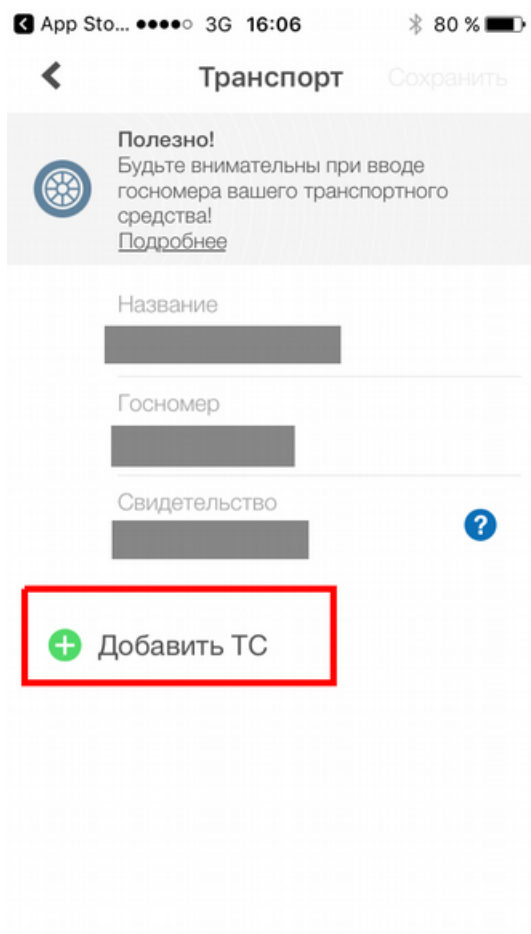 App Sto... 3G 16:06 80 %
Транспорт Сохранить
Полезно!
Будьте внимательны при вводе
госномера вашего транспортного
средства!
Подробнее
Название
Госномер
Свидетельство
?
Добавить ТС